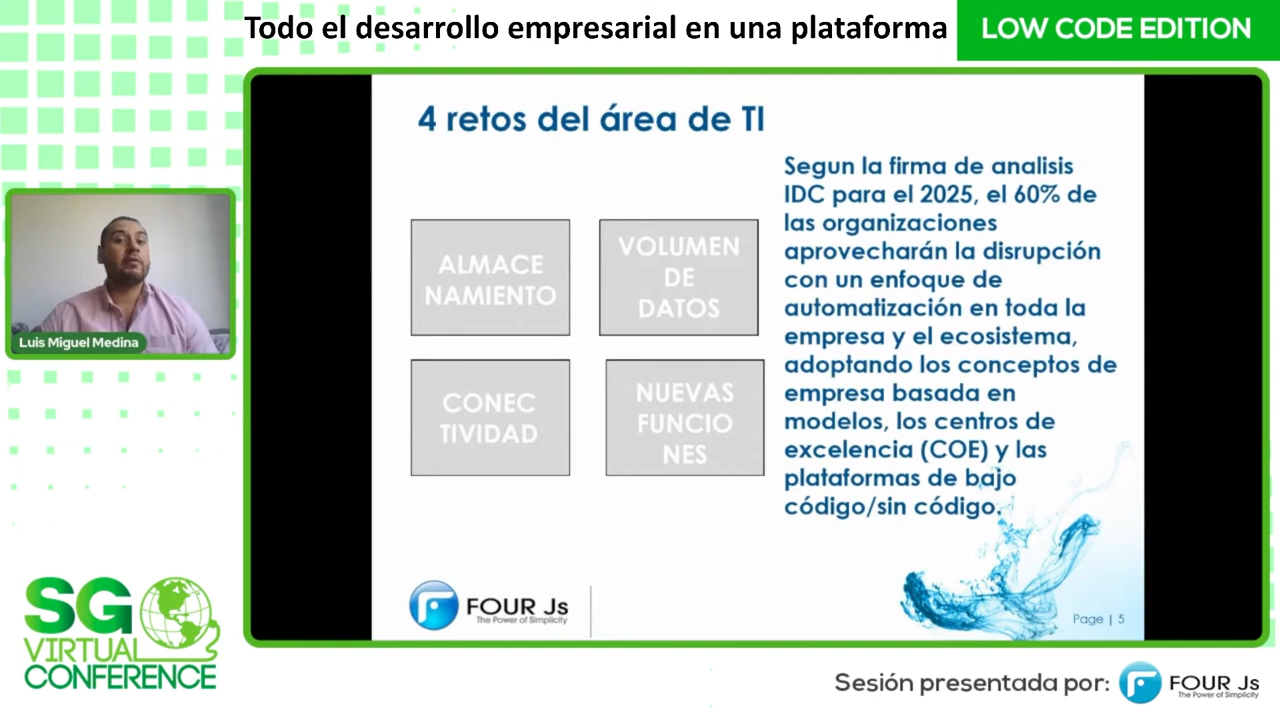 Todo el desarrollo empresarial en una plataforma
LOW CODE EDITION
4 retos del área de TI
ALMACE
NAMIENTO
VOLUMEN
DE
DATOS
CONEC
TIVIDAD
NUEVAS
FUNCIO
NES
Segun la firma de analisis
IDC para el 2025, el 60% de
las organizaciones
aprovecharán la disrupción
con un enfoque de
automatización en toda la
empresa y el ecosistema,
adoptando los conceptos de
empresa basada en
modelos, los centros de
excelencia (COE) y las
plataformas de bajo
código/sin código.
Luis Miguel Medina
FOUR Js
The Power of Simplicity
Page | 5
SG
VIRTUAL
CONFERENCE
Sesión presentada por:
FOUR Js
The Power of Simplicity